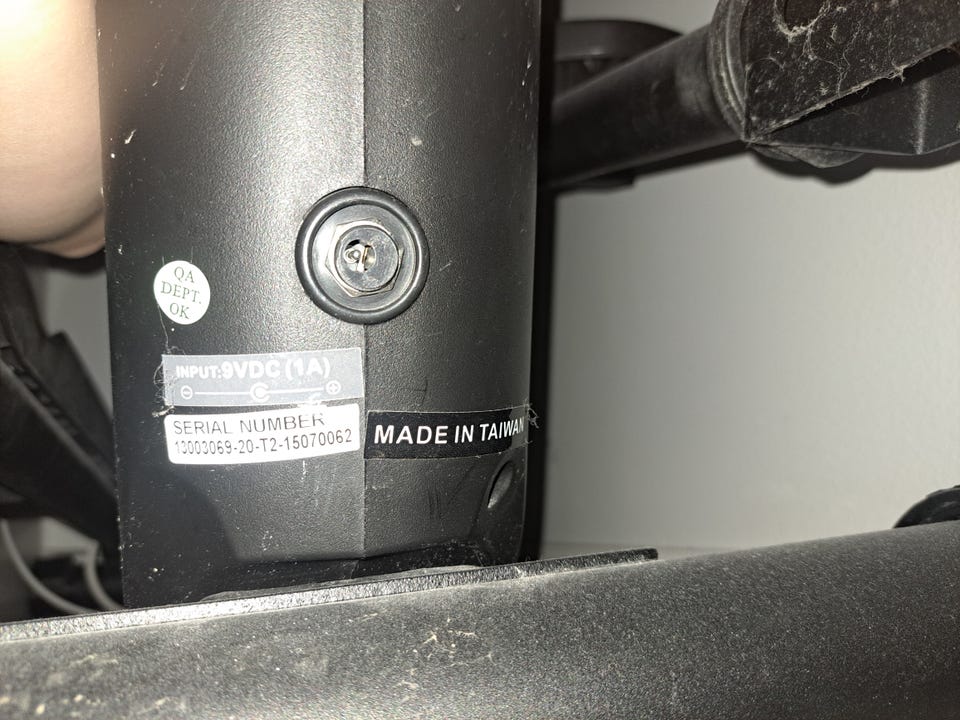 QA
DEPT.
OK
INPUT:9VDC (1A)
SERIAL NUMBER
13003069-20-T2-15070062
MADE IN TAIWAN